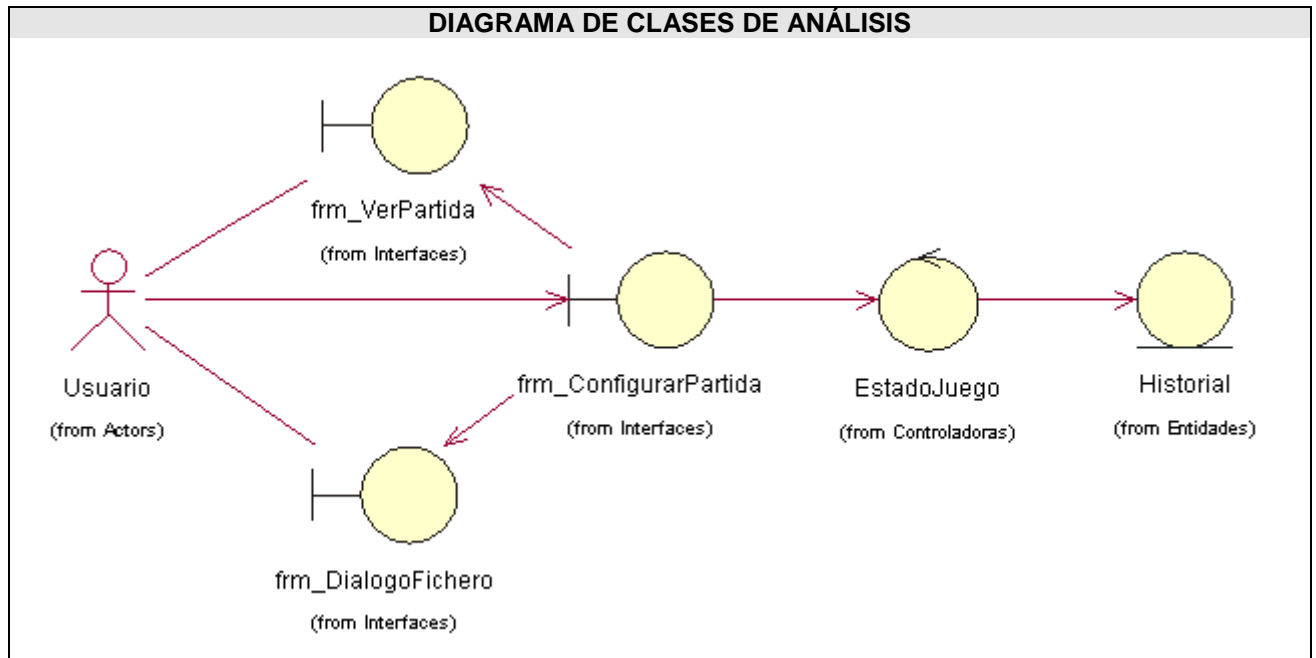 DIAGRAMA DE CLASES DE ANÁLISIS
frm_VerPartida
(from Interfaces)
Usuario
(from Actors)
frm_ConfigurarPartida
(from Interfaces)
EstadoJuego
(from Controladoras)
Historial
(from Entidades)
frm_DialogoFichero
(from Interfaces)